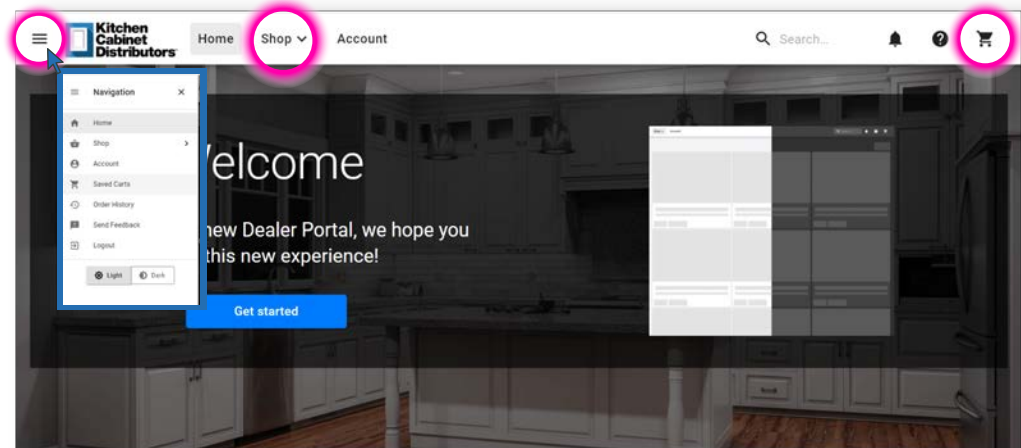 Kitchen
Cabinet
Distributors
Home
Shop
Account
Search...
Navigation
Home
Shop
Account
Saved Carts
Order History
Send Feedback
Logout
Light
Dark
elcome
new Dealer Portal, we hope you
this new experience!
Get started